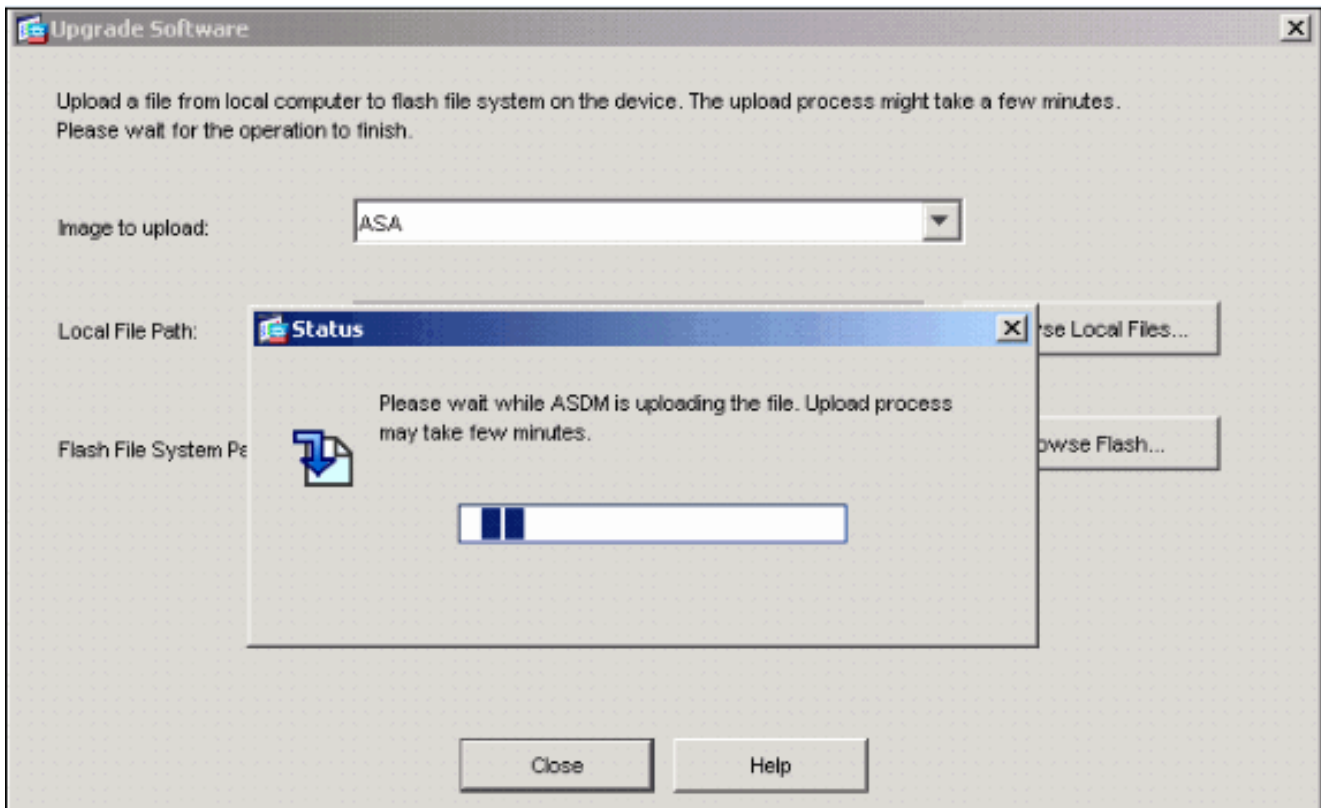 Upgrade Software
Upload a file from local computer to flash file system on the device. The upload process might take a few minutes.
Please wait for the operation to finish.
Image to upload:
ASA
Local File Path:
se Local Files...
Status
Please wait while ASDM is uploading the file. Upload process
may take few minutes.
Flash File System Pa
owse Flash...
Close
Help